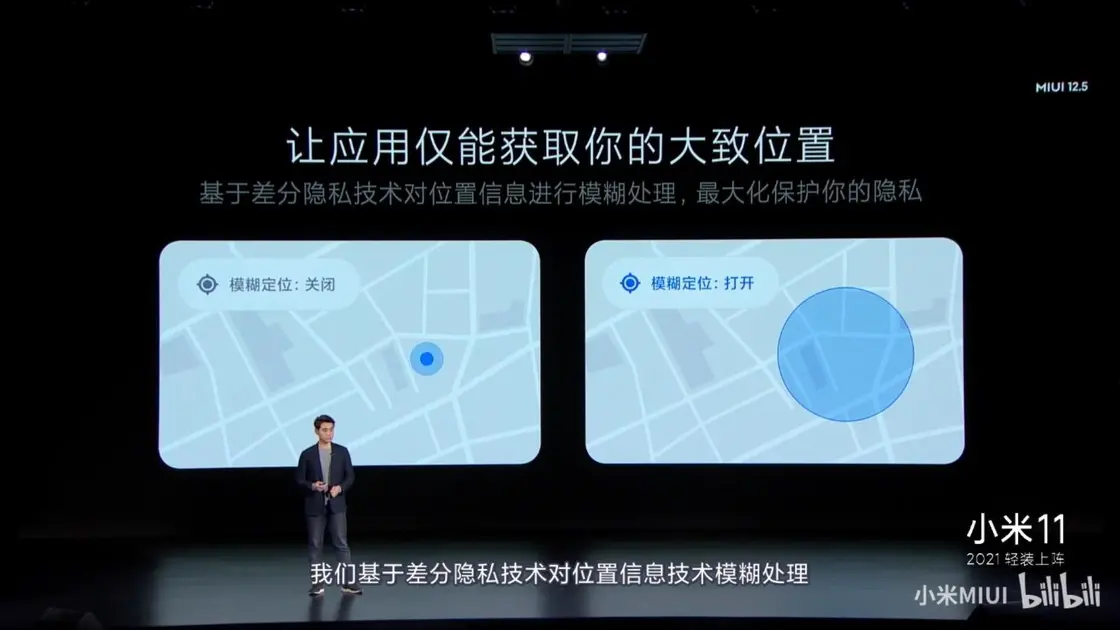 MIUI 12.5
让应用仅能获取你的大致位置
基于差分隐私技术对位置信息进行模糊处理，最大化保护你的隐私
模糊定位：关闭
模糊定位：打开
小米11
2021 轻装上阵
我们基于差分隐私技术对位置信息技术模糊处理
小米MIUI bilibili